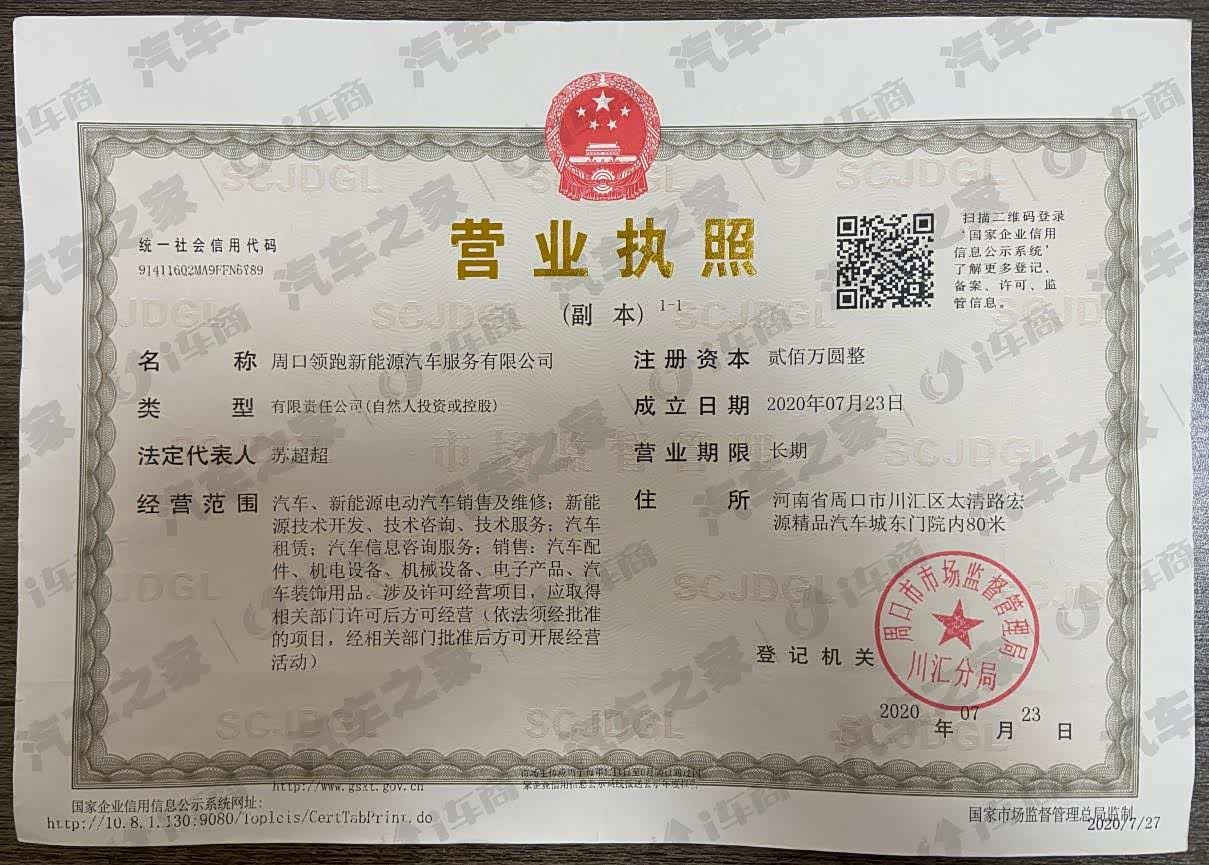 统一社会信用代码
营业执照
(副 本) 1-1
扫描二维码登录
‘国家企业信用
信息公示系统’
了解更多登记、
备案、许可、监
管信息。
名 称 周口领跑新能源汽车服务有限公司
类 型 有限责任公司(自然人投资或控股)
法定代表人 苏超超
经营范围 汽车、新能源电动汽车销售及维修；新能
源技术开发、技术咨询、技术服务；汽车
租赁；汽车信息咨询服务；销售：汽车配
件、机电设备、机械设备、电子产品、汽
车装饰用品。涉及许可经营项目，应取得
相关部门许可后方可经营（依法须经批准
的项目，经相关部门批准后方可开展经营
活动）
注册资本 贰佰万圆整
成立日期 2020年07月23日
营业期限 长期
住 所 河南省周口市川汇区太清路宏
源精品汽车城东门院内80米
登记机关
周口市市场监督管理局
川汇分局
2020 年 07 月 23 日
http://www.gsxt.gov.cn
国家企业信用信息公示系统网址:
http://10.8.1.130:9080/TopIcis/CertTabPrint.do
国家市场监督管理总局监制
2020/7/27
汽车之家
i车商
SCJDGL
市场监督管理